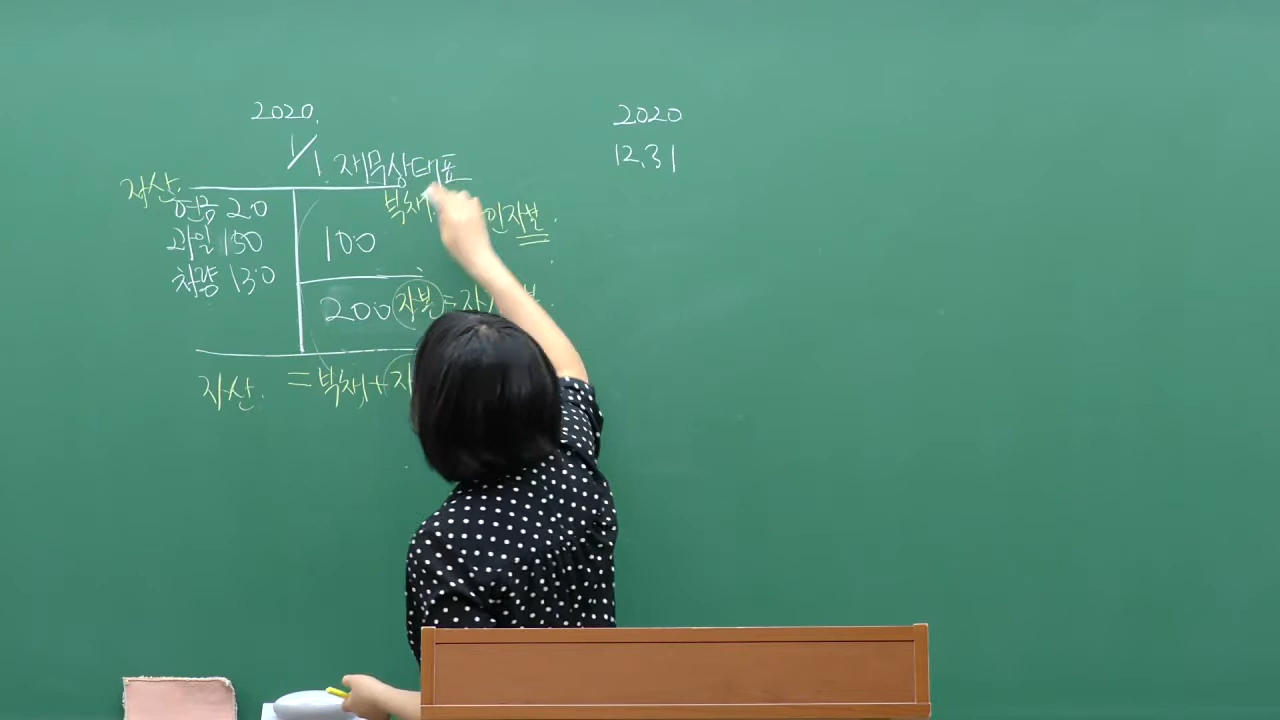 2020.
1/1. 재무상태표
자산
현금 20
과일 150
차량 130
부채
인자본.
100
200 자본 =
자산. = 부채 + 자
2020
12.31